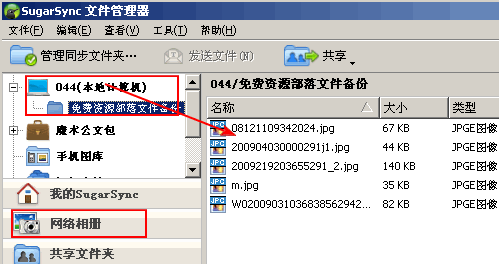 SugarSync 文件管理器
文件(F) 编辑(E) 查看(V) 工具(T) 帮助(H)
管理同步文件夹… 发送文件(N) 共享
044(本地计算机)
免费资源部落文件备份
魔术公文包
手机图库
我的SugarSync
网络相册
共享文件夹
044/免费资源部落文件备份
名称 大小 类型
08121109342024.jpg 67 KB JPGE图像
200904030000291j1.jpg 44 KB JPGE图像
2009219203655291_2.jpg 140 KB JPGE图像
m.jpg 35 KB JPGE图像
W02009031036838562942... 82 KB JPGE图像